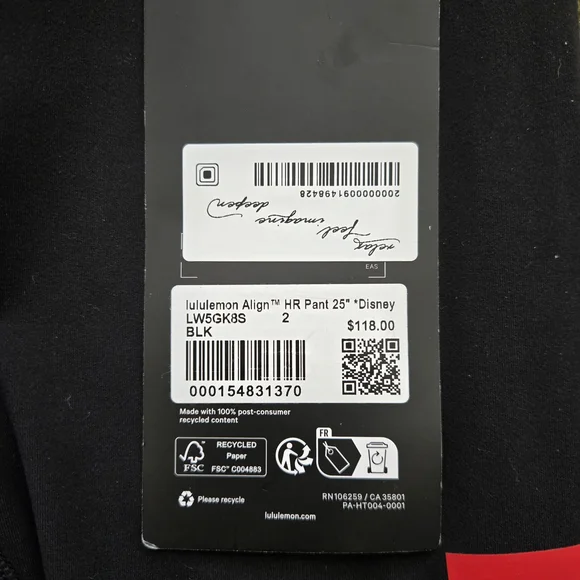 200000000091498428
relax
feel
imagine
deepen
EAS
lululemon Align™ HR Pant 25" *Disney
LW5GK8S 2
BLK
$118.00
000154831370
Made with 100% post-consumer
recycled content
FSC
RECYCLED
Paper
FSC® C004883
FR
Please recycle
RN106259 / CA35801
PA-HT004-0001
lululemon.com